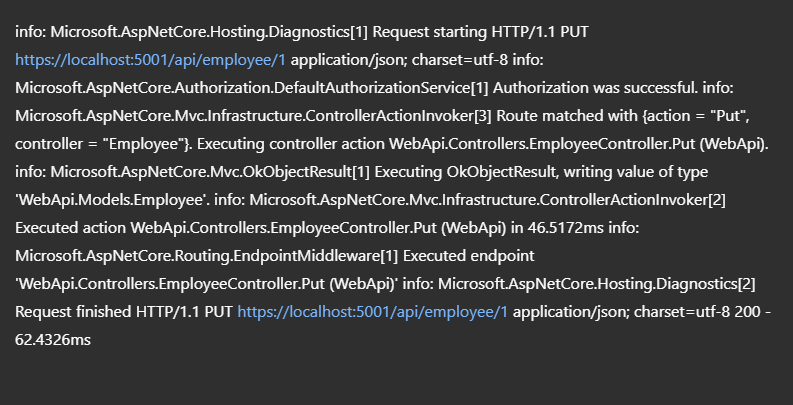 info: Microsoft.AspNetCore.Hosting.Diagnostics[1] Request starting HTTP/1.1 PUT
https://localhost:5001/api/employee/1 application/json; charset=utf-8 info:
Microsoft.AspNetCore.Authorization.DefaultAuthorizationService[1] Authorization was successful. info:
Microsoft.AspNetCore.Mvc.Infrastructure.ControllerActionInvoker[3] Route matched with {action = "Put",
controller = "Employee"}. Executing controller action WebApi.Controllers.EmployeeController.Put (WebApi).
info: Microsoft.AspNetCore.Mvc.OkObjectResult[1] Executing OkObjectResult, writing value of type
'WebApi.Models.Employee'. info: Microsoft.AspNetCore.Mvc.Infrastructure.ControllerActionInvoker[2]
Executed action WebApi.Controllers.EmployeeController.Put (WebApi) in 46.5172ms info:
Microsoft.AspNetCore.Routing.EndpointMiddleware[1] Executed endpoint
'WebApi.Controllers.EmployeeController.Put (WebApi)' info: Microsoft.AspNetCore.Hosting.Diagnostics[2]
Request finished HTTP/1.1 PUT https://localhost:5001/api/employee/1 application/json; charset=utf-8 200 -
62.4326ms